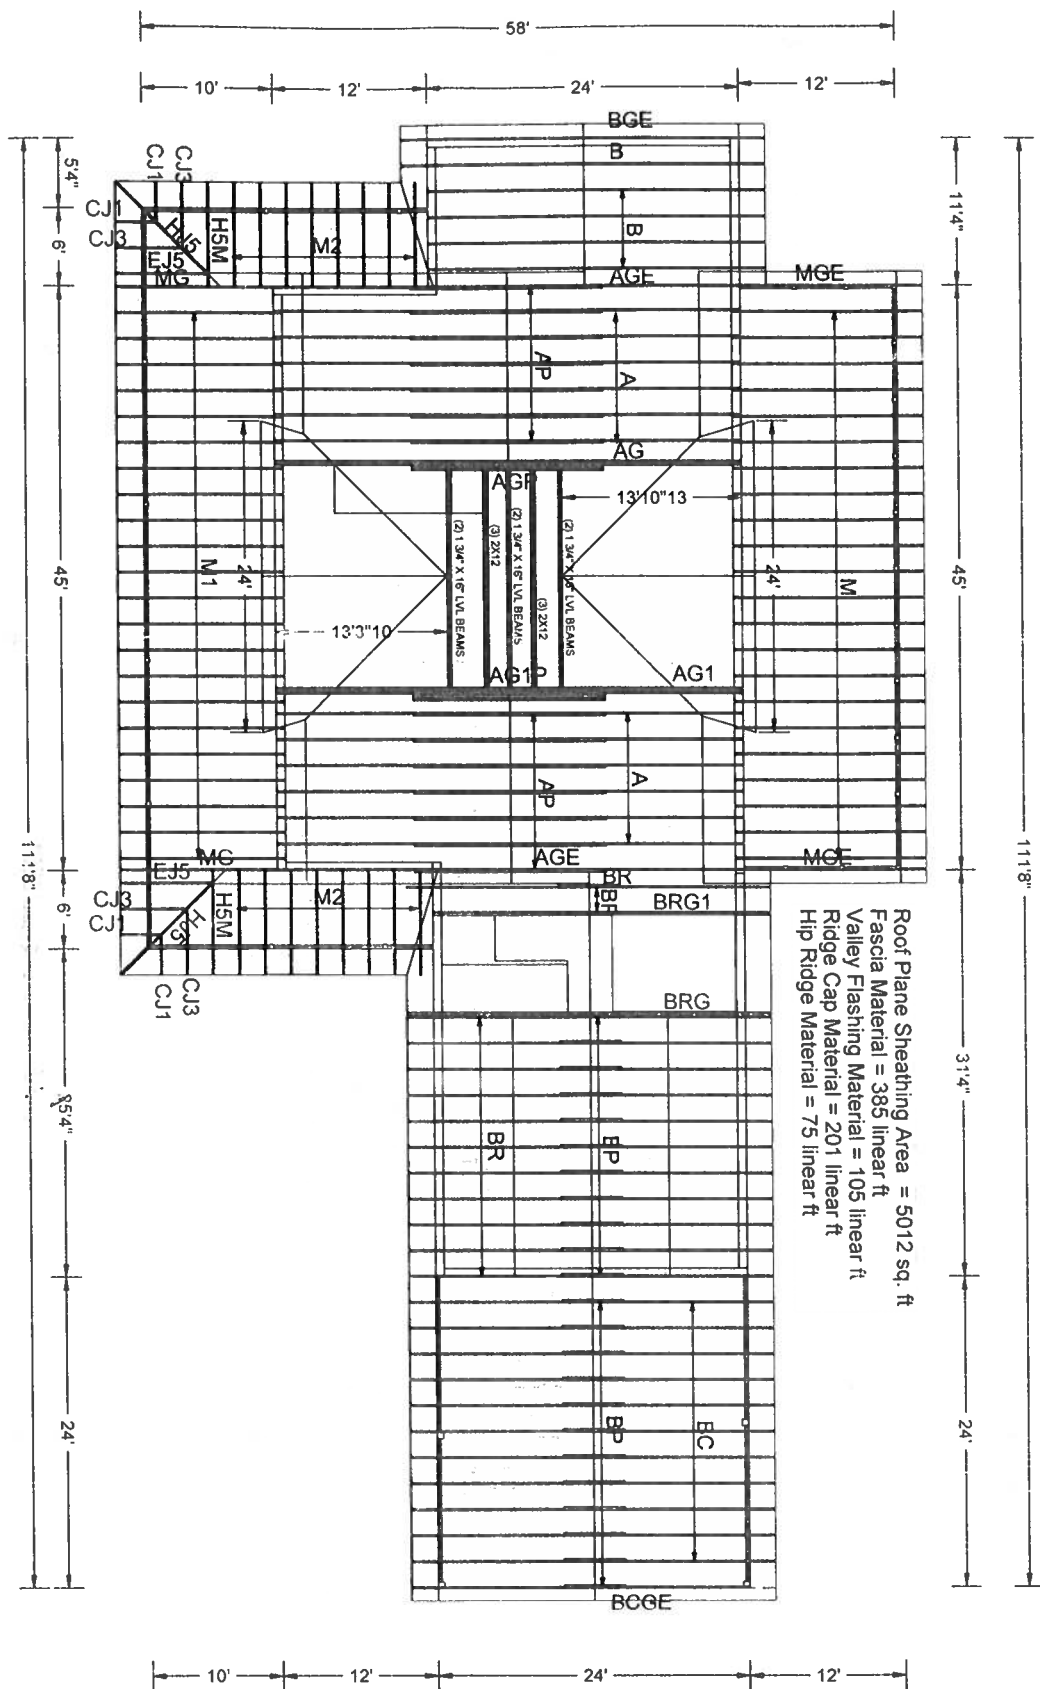 58'
10'
12'
24'
12'
BGE
B
B
5'4"
6'
45'
6'
24'
111'8"
11'4"
45'
31'4"
24'
111'8"
CJ1
CJ3
CJ1
CJ3
HJ5
EJ5
H5M
M2
MG
AGE
MGE
AP
A
AG
13'10"13
(2) 1 3/4" X 16" LVL BEAMS
(3) 2X12
(2) 1 3/4" X 16" LVL BEAMS
(3) 2X12
(2) 1 3/4" X 16" LVL BEAMS
24'
24'
M1
M
13'3"10
AG1P
AG1
AP
A
MG
AGE
EJ5
CJ3
CJ1
H5M
M2
CJ1
CJ3
BR
BRG1
BRG
BR
BP
BP
BC
BCGE
Roof Plane Sheathing Area = 5012 sq. ft
Fascia Material = 385 linear ft
Valley Flashing Material = 105 linear ft
Ridge Cap Material = 201 linear ft
Hip Ridge Material = 75 linear ft
10'
12'
24'
12'